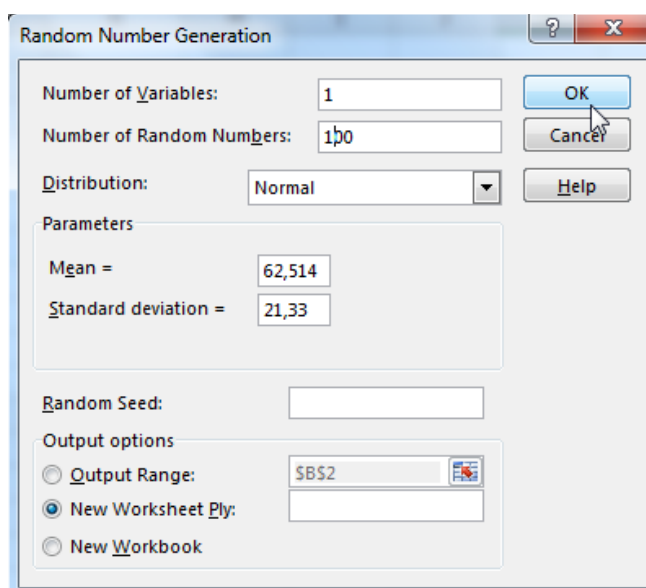 Random Number Generation
Number of Variables: 1 OK
Number of Random Numbers: 100 Cancel
Distribution: Normal Help
Parameters
Mean = 62,514
Standard deviation = 21,33
Random Seed:
Output options
Output Range: $B$2
New Worksheet Ply:
New Workbook